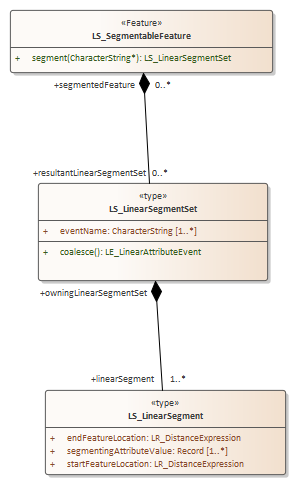 «Feature»
LS_SegmentableFeature
+ segment(CharacterString*): LS_LinearSegmentSet
+segmentedFeature 0..*
+resultantLinearSegmentSet 0..*
«type»
LS_LinearSegmentSet
+ eventName: CharacterString [1..*]
+ coalesce(): LE_LinearAttributeEvent
+owningLinearSegmentSet
+linearSegment 1..*
«type»
LS_LinearSegment
+ endFeatureLocation: LR_DistanceExpression
+ segmentingAttributeValue: Record [1..*]
+ startFeatureLocation: LR_DistanceExpression